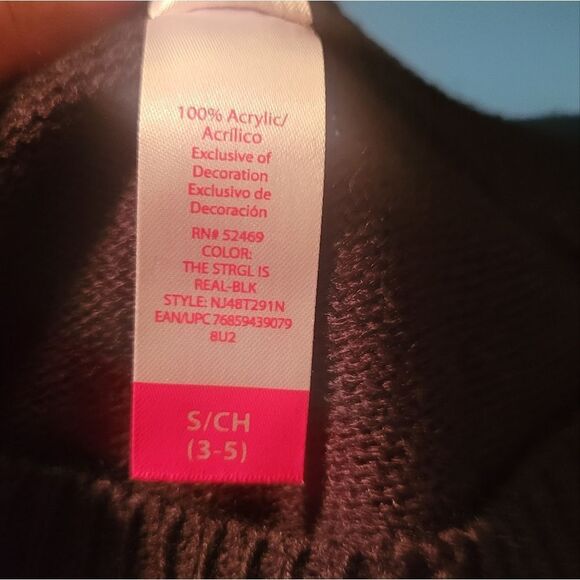 100% Acrylic/
Acrílico
Exclusive of
Decoration
Exclusivo de
Decoración
RN# 52469
COLOR:
THE STRGL IS
REAL-BLK
STYLE: NJ48T291N
EAN/UPC 76859439079
8U2
S/CH
(3-5)